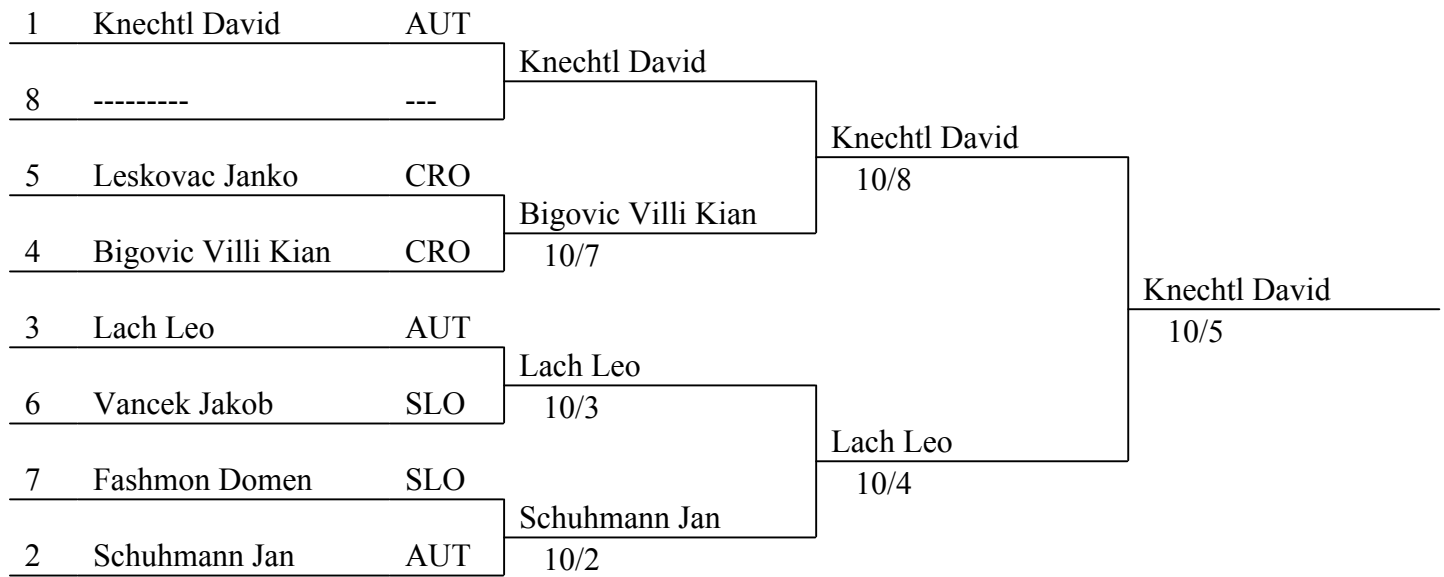 1 Knechtl David AUT
Knechtl David
8 --------- ---
Knechtl David
5 Leskovac Janko CRO
10/8
Bigovic Villi Kian
4 Bigovic Villi Kian CRO
10/7
Knechtl David
3 Lach Leo AUT
10/5
Lach Leo
6 Vancek Jakob SLO
10/3
Lach Leo
7 Fashmon Domen SLO
10/4
Schuhmann Jan
2 Schuhmann Jan AUT
10/2